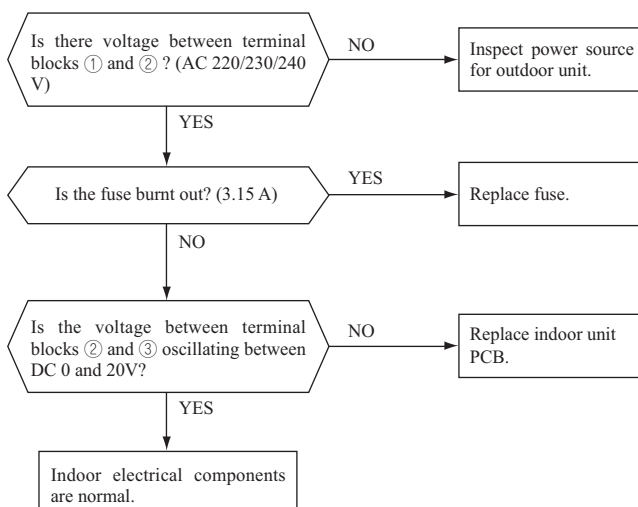 Is there voltage between terminal
blocks ① and ② ? (AC 220/230/240
V)
NO
Inspect power source
for outdoor unit.
YES
Is the fuse burnt out? (3.15 A)
YES
Replace fuse.
NO
Is the voltage between terminal
blocks ② and ③ oscillating between
DC 0 and 20V?
NO
Replace indoor unit
PCB.
YES
Indoor electrical components
are normal.